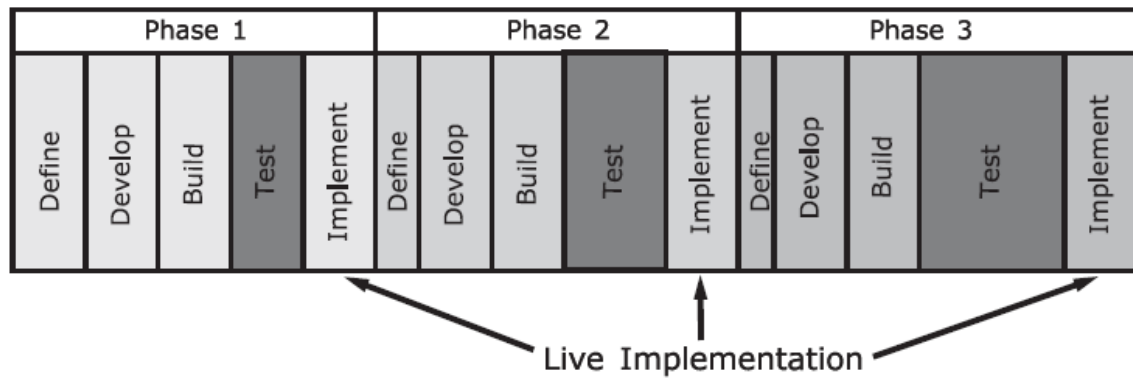 Phase 1
Phase 2
Phase 3
Define
Develop
Build
Test
Implement
Define
Develop
Build
Test
Implement
Define
Develop
Build
Test
Implement
Live Implementation